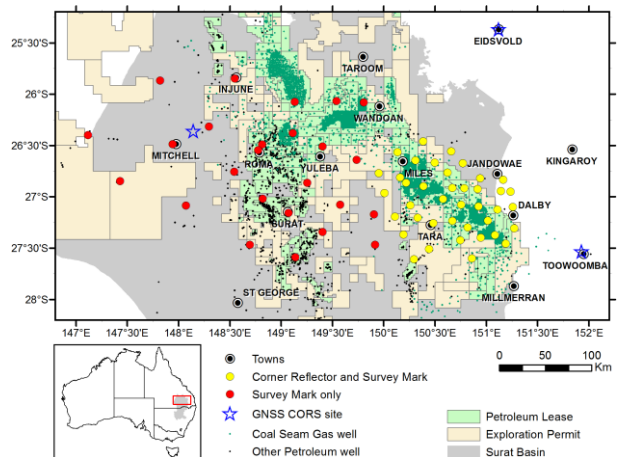 25°30'S
26°S
26°30'S
27°S
27°30'S
28°S
EIDSVOLD
TAROOM
INJUNE
WANDOAN
MITCHELL
ROMA
YULEBA
MILES
JANDOWAE
KINGAROY
SURAT
TARA
DALBY
TOOWOOMBA
ST GEORGE
MILLMERRAN
147°E 147°30'E 148°E 148°30'E 149°E 149°30'E 150°E 150°30'E 151°E 151°30'E 152°E
Towns
Corner Reflector and Survey Mark
Survey Mark only
GNSS CORS site
Coal Seam Gas well
Other Petroleum well
0 50 100
Km
Petroleum Lease
Exploration Permit
Surat Basin